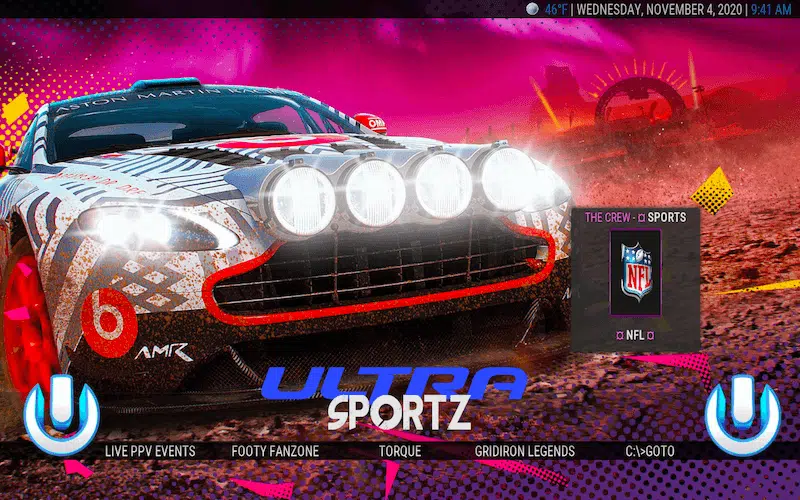 46°F | WEDNESDAY, NOVEMBER 4, 2020 | 9:41 AM
ASTON MARTIN RACING
AMR
THE CREW - ¤ SPORTS
NFL
¤ NFL ¤
ULTRA
SPORTZ
LIVE PPV EVENTS FOOTY FANZONE TORQUE GRIDIRON LEGENDS C:\>GOTO